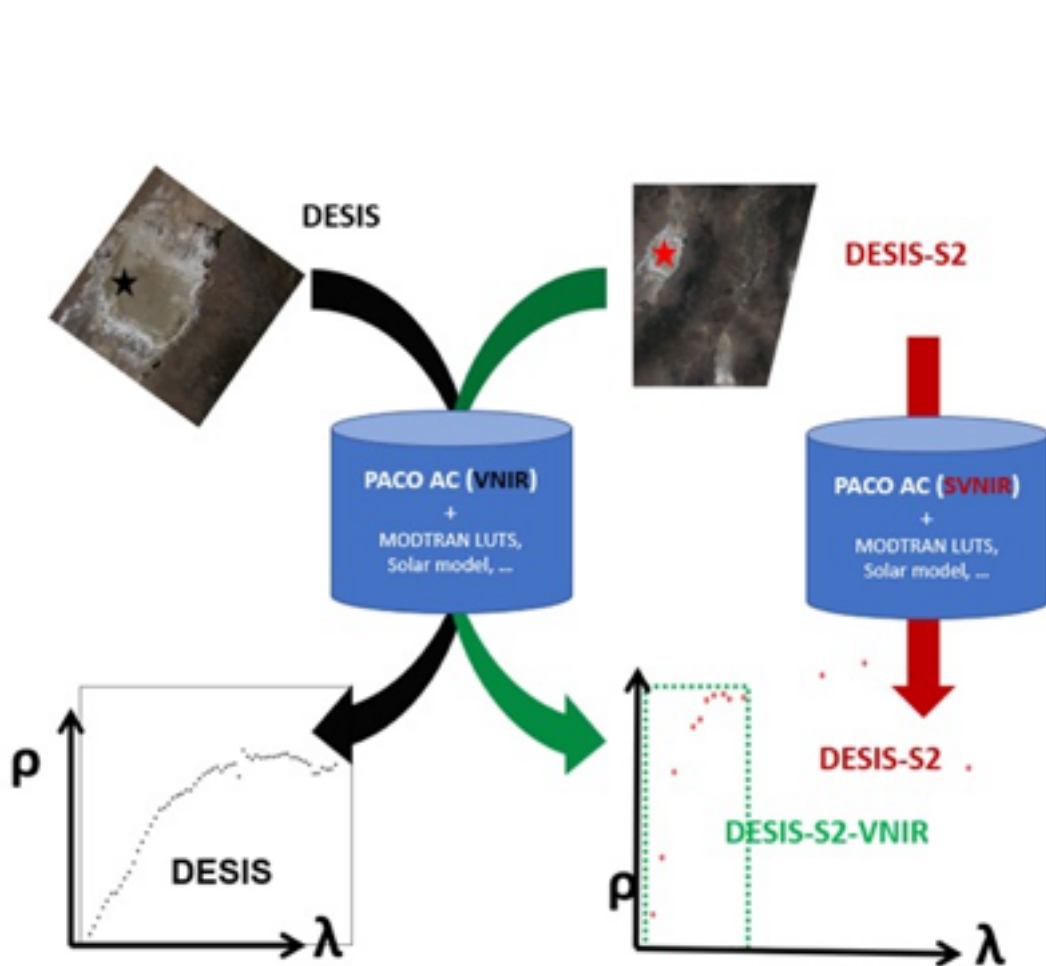 DESIS
DESIS-S2
PACO AC (VNIR)
+
MODTRAN LUTS,
Solar model, ...
PACO AC (SVNIR)
+
MODTRAN LUTS,
Solar model, ...
ρ
DESIS
λ
DESIS-S2
DESIS-S2-VNIR
ρ
λ